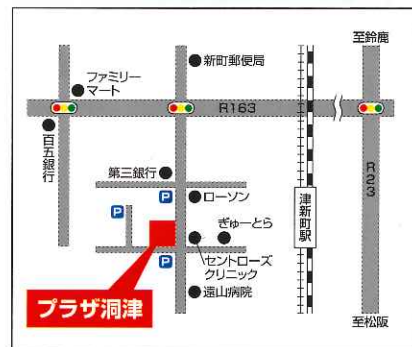 至鈴鹿
新町郵便局
ファミリー
マート
R163
百五銀行
R23
第三銀行
P
ローソン
P
ぎゅーとら
津新町駅
セントローズ
クリニック
P
プラザ洞津
遠山病院
至松阪